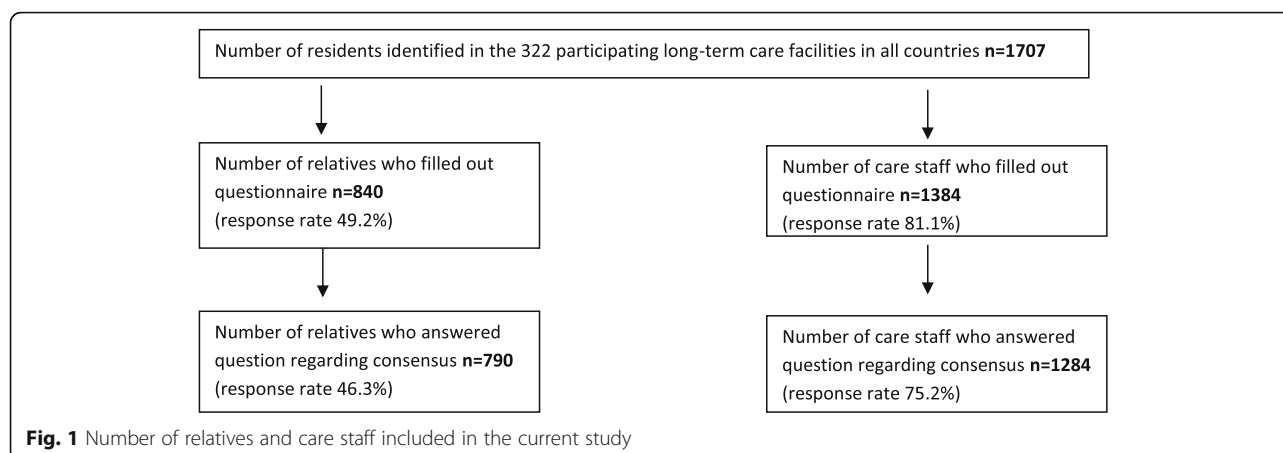 Number of residents identified in the 322 participating long-term care facilities in all countries n=1707
Number of relatives who filled out
questionnaire n=840
(response rate 49.2%)
Number of care staff who filled out
questionnaire n=1384
(response rate 81.1%)
Number of relatives who answered
question regarding consensus n=790
(response rate 46.3%)
Number of care staff who answered
question regarding consensus n=1284
(response rate 75.2%)
Fig. 1 Number of relatives and care staff included in the current study